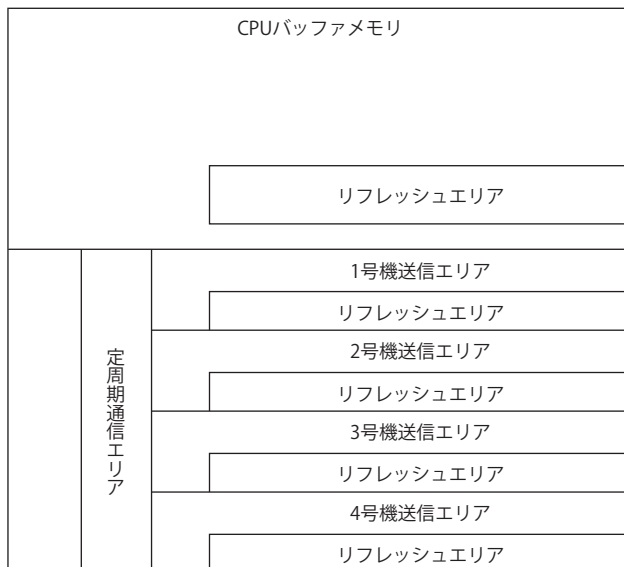 CPUバッファメモリ
リフレッシュエリア
定周期通信エリア
1号機送信エリア
リフレッシュエリア
2号機送信エリア
リフレッシュエリア
3号機送信エリア
リフレッシュエリア
4号機送信エリア
リフレッシュエリア